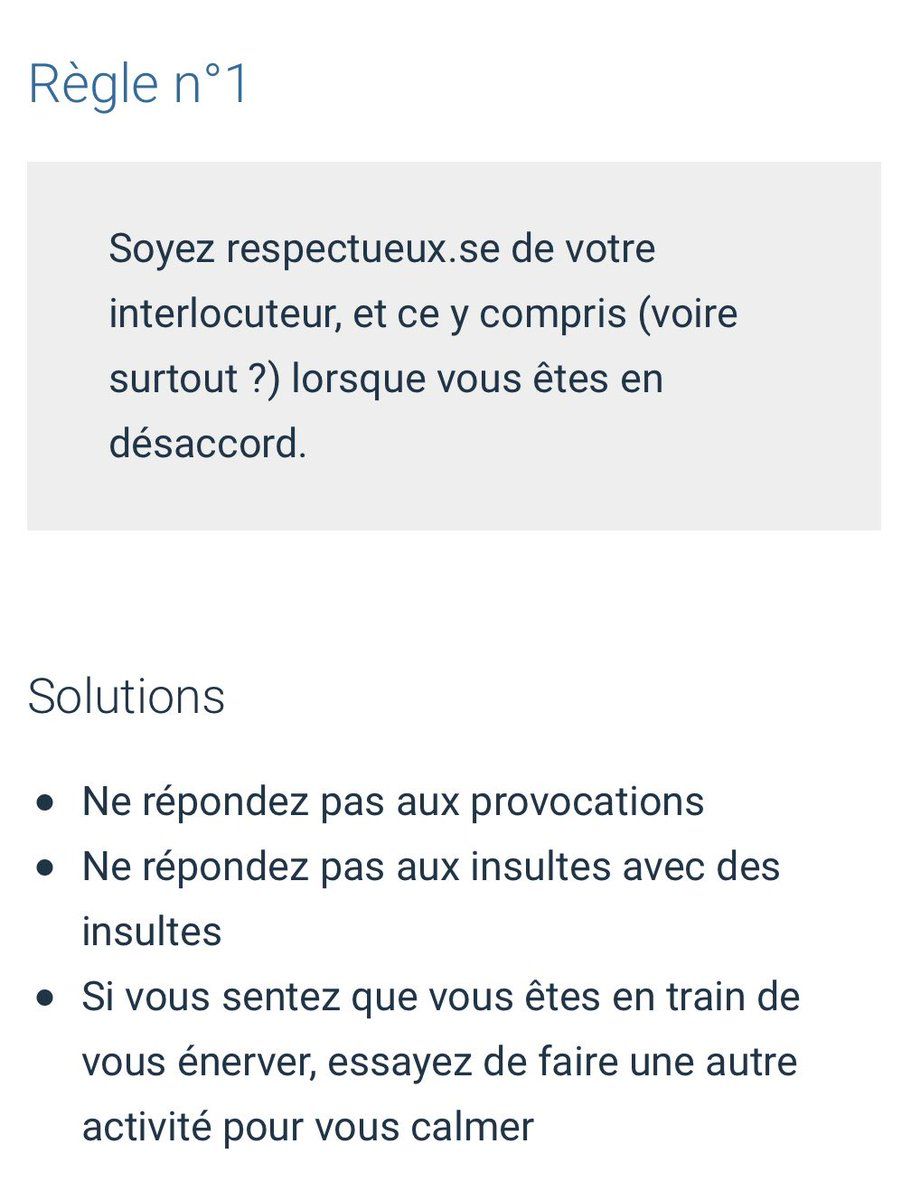 Règle n°1
Soyez respectueux.se de votre
interlocuteur, et ce y compris (voire
surtout ?) lorsque vous êtes en
désaccord.
Solutions
• Ne répondez pas aux provocations
• Ne répondez pas aux insultes avec des
insultes
• Si vous sentez que vous êtes en train de
vous énerver, essayez de faire une autre
activité pour vous calmer